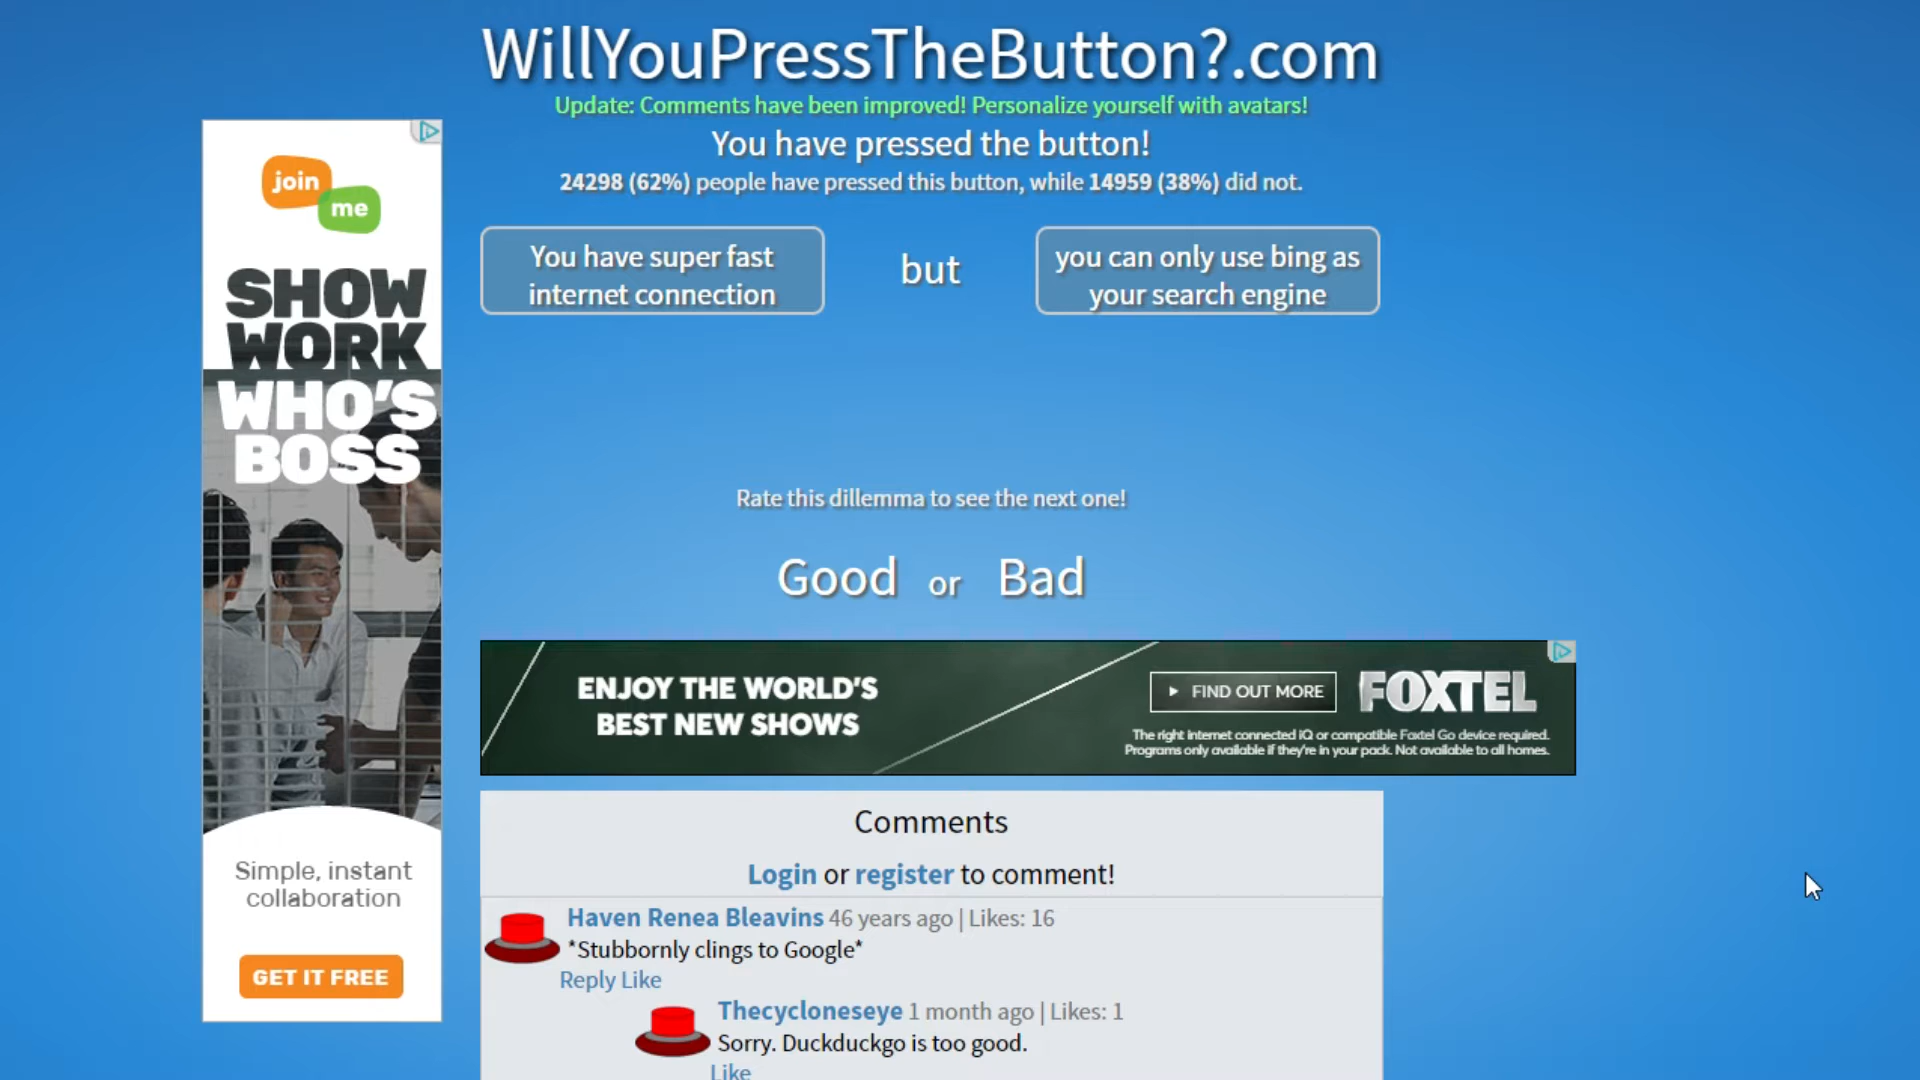 WillYouPressTheButton?.com
Update: Comments have been improved! Personalize yourself with avatars!
You have pressed the button!
24298 (62%) people have pressed this button, while 14959 (38%) did not.
You have super fast
internet connection
but
you can only use bing as
your search engine
Rate this dillemma to see the next one!
Good or Bad
join
me
SHOW
WORK
WHO'S
BOSS
Simple, instant
collaboration
GET IT FREE
ENJOY THE WORLD'S
BEST NEW SHOWS
FIND OUT MORE
FOXTEL
The right internet connected iQ or compatible Foxtel Go device required.
Programs only available if they're in your pack. Not available to all homes.
Comments
Login or register to comment!
Haven Renea Bleavins 46 years ago | Likes: 16
*Stubbornly clings to Google*
Reply Like
Thecycloneseye 1 month ago | Likes: 1
Sorry. Duckduckgo is too good.
Like